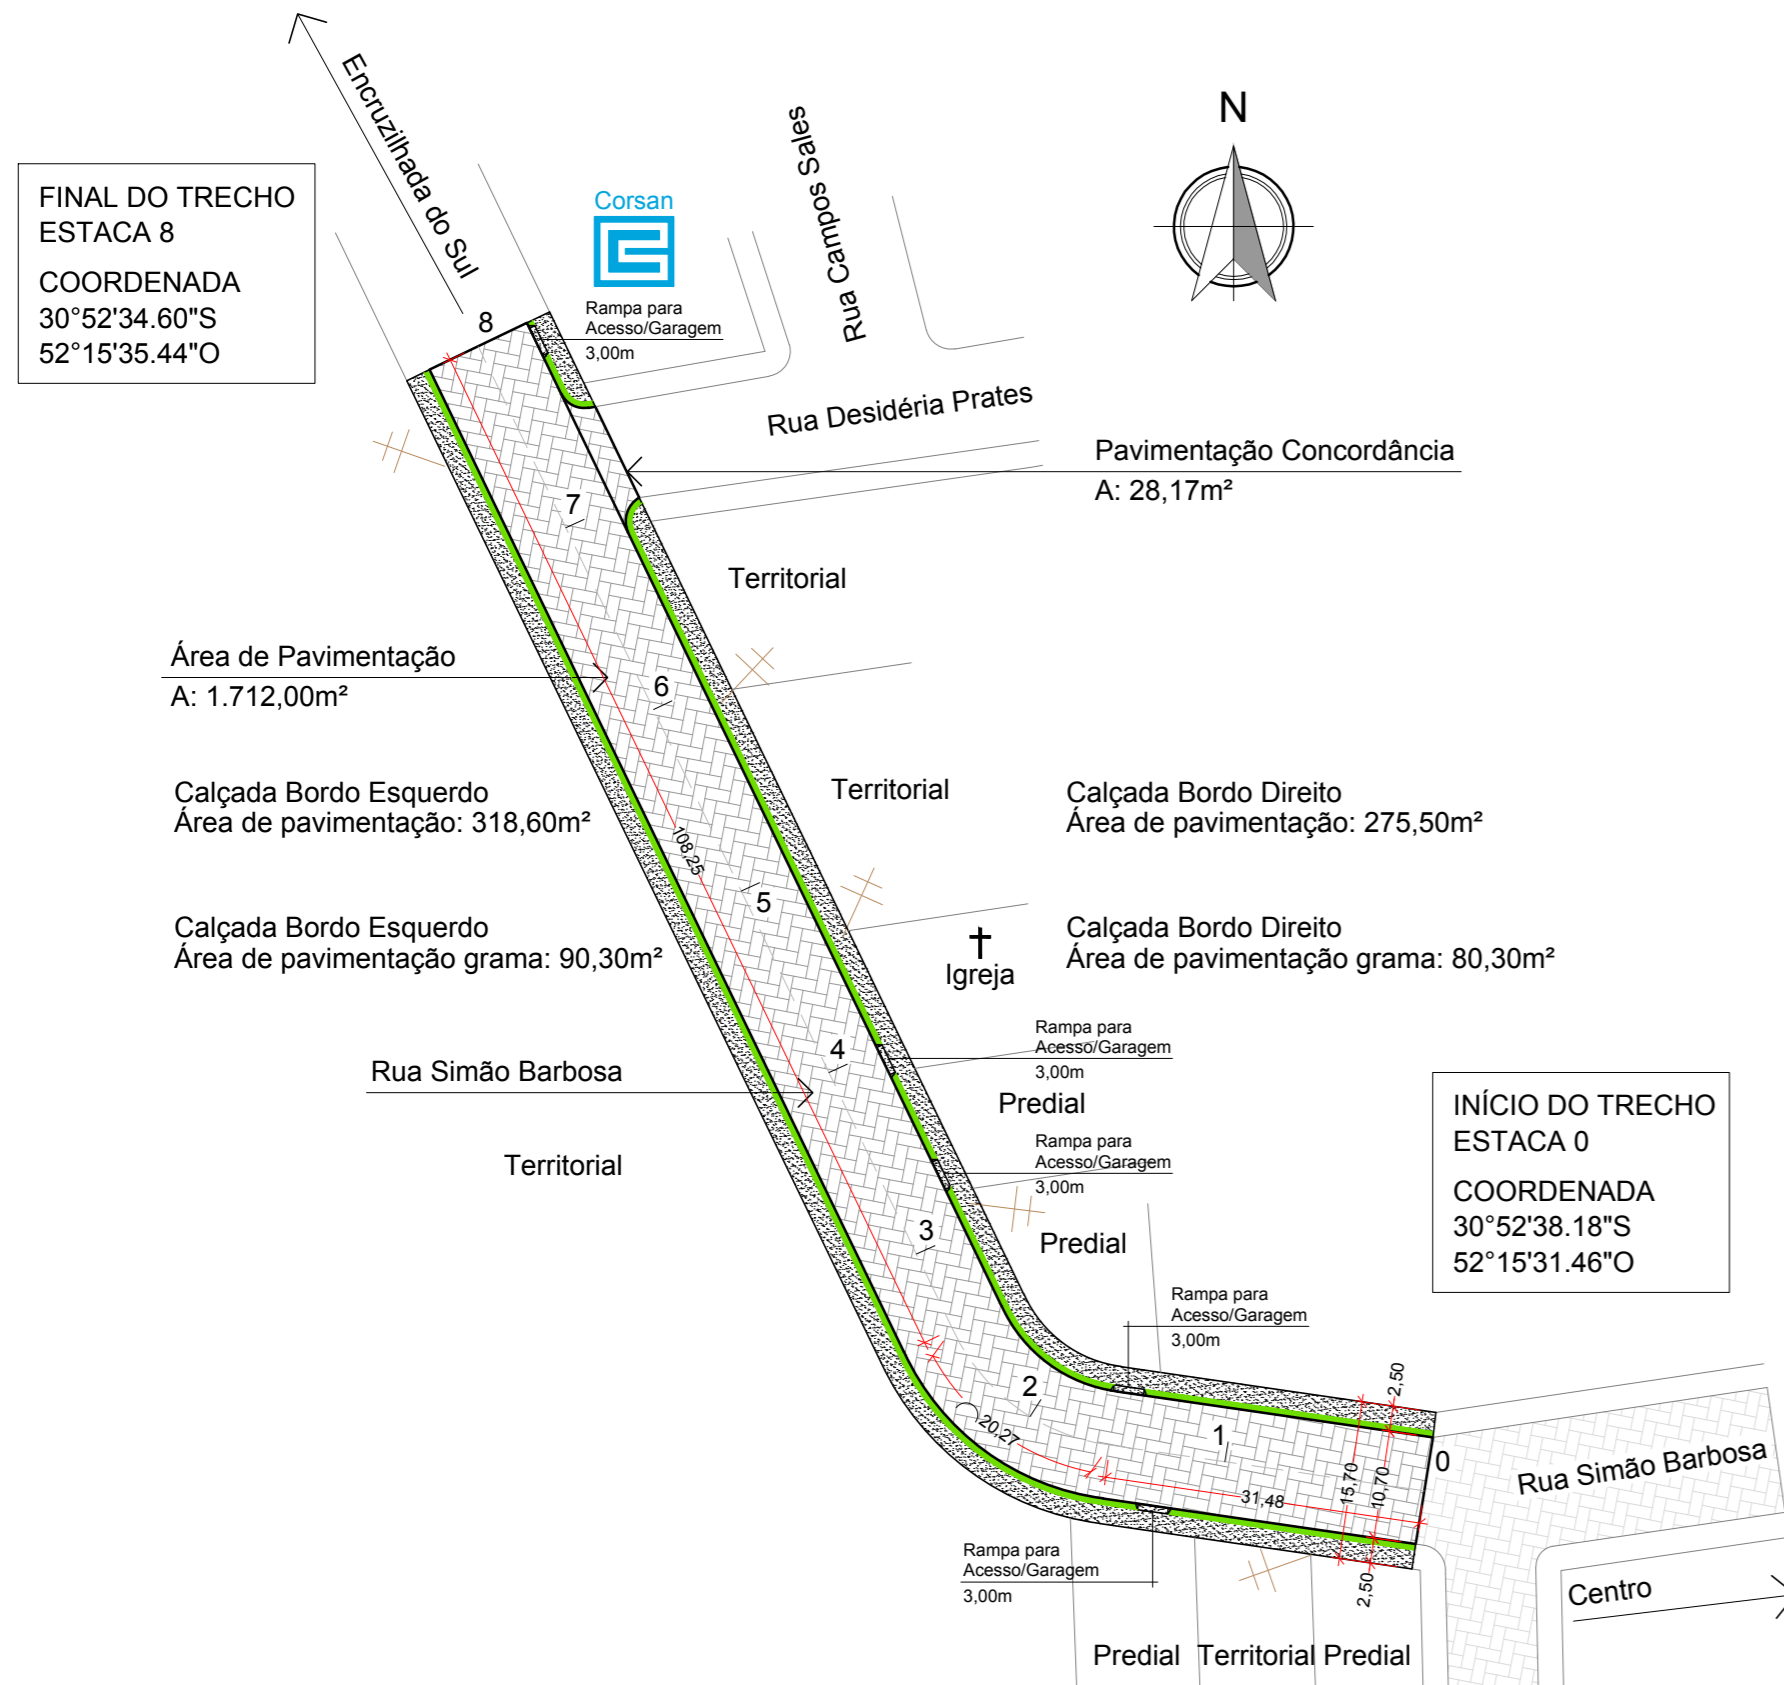 Encruzilhada do Sul
N
Rua Campos Sales
FINAL DO TRECHO
ESTACA 8
COORDENADA
30°52'34.60"S
52°15'35.44"O
Corsan
Rampa para
Acesso/Garagem
3,00m
8
Rua Desidéria Prates
Pavimentação Concordância
A: 28,17m²
7
Territorial
Área de Pavimentação
A: 1.712,00m²
6
Territorial
Calçada Bordo Esquerdo
Área de pavimentação: 318,60m²
Calçada Bordo Direito
Área de pavimentação: 275,50m²
108,25
5
Calçada Bordo Esquerdo
Área de pavimentação grama: 90,30m²
Igreja
Calçada Bordo Direito
Área de pavimentação grama: 80,30m²
Rampa para
Acesso/Garagem
3,00m
4
Rua Simão Barbosa
Predial
INÍCIO DO TRECHO
ESTACA 0
COORDENADA
30°52'38.18"S
52°15'31.46"O
Rampa para
Acesso/Garagem
3,00m
Territorial
3
Predial
Rampa para
Acesso/Garagem
3,00m
2
2,50
20,27
1
0
15,70
10,70
31,48
Rua Simão Barbosa
Rampa para
Acesso/Garagem
3,00m
2,50
Centro
Predial
Territorial
Predial